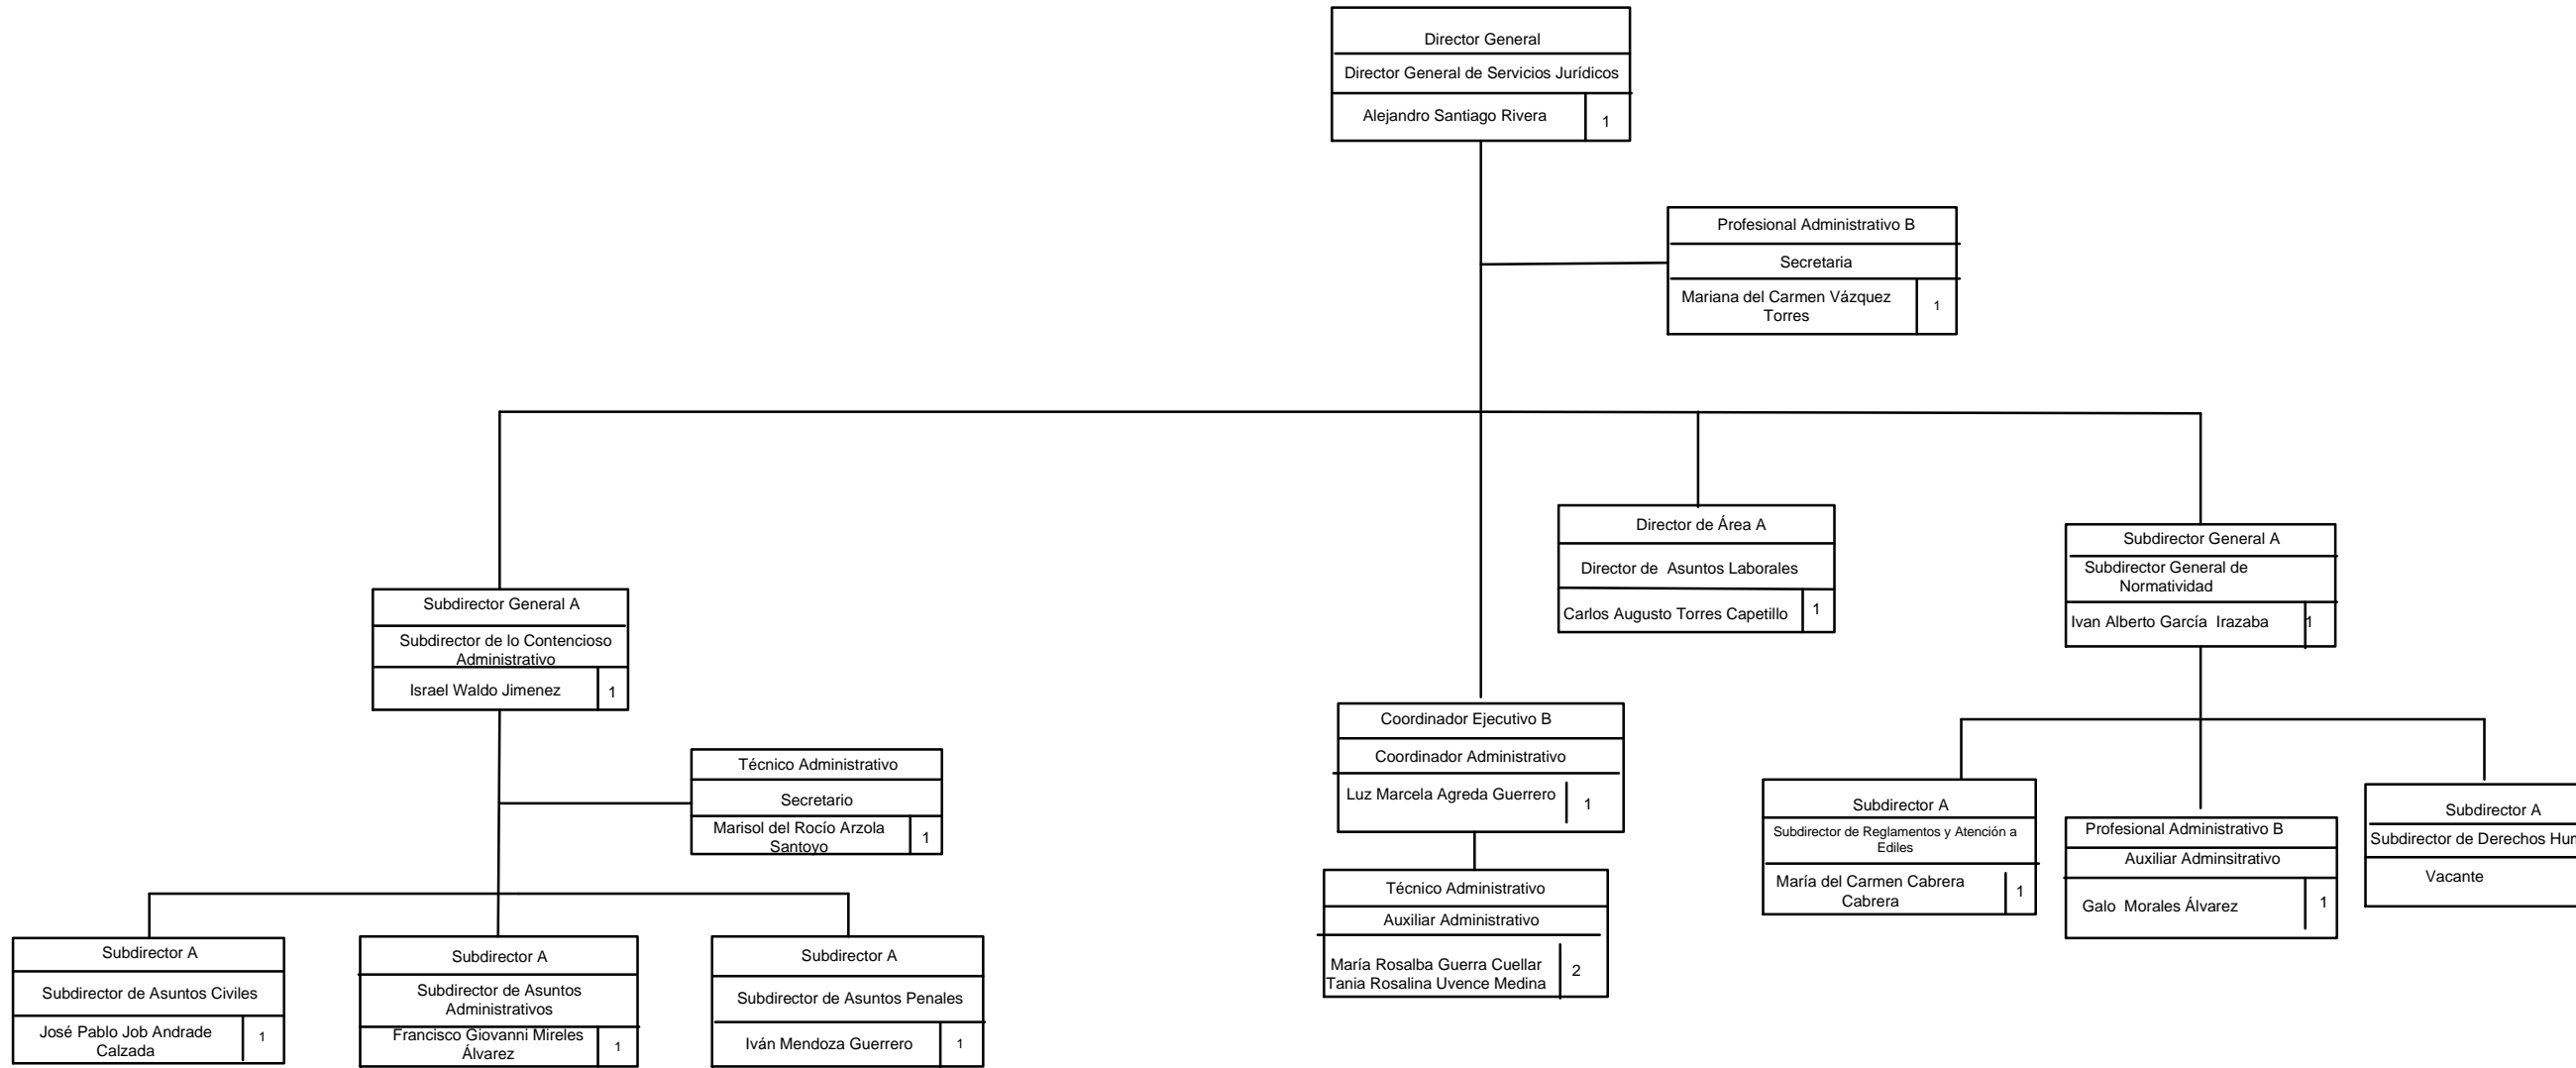 Director General
Director General de Servicios Jurídicos
Alejandro Santiago Rivera
1
Profesional Administrativo B
Secretaria
Mariana del Carmen Vázquez
Torres
1
Director de Área A
Director de Asuntos Laborales
Carlos Augusto Torres Capetillo
1
Subdirector General A
Subdirector General de
Normatividad
Ivan Alberto García Irazaba
1
Subdirector General A
Subdirector de lo Contencioso
Administrativo
Israel Waldo Jimenez
1
Técnico Administrativo
Secretario
Marisol del Rocío Arzola
Santoyo
1
Coordinador Ejecutivo B
Coordinador Administrativo
Luz Marcela Agreda Guerrero
1
Técnico Administrativo
Auxiliar Administrativo
María Rosalba Guerra Cuellar
Tania Rosalina Uvence Medina
2
Subdirector A
Subdirector de Reglamentos y Atención a
Ediles
María del Carmen Cabrera
Cabrera
1
Profesional Administrativo B
Auxiliar Adminsitrativo
Galo Morales Álvarez
1
Subdirector A
Subdirector de Derechos
Vacante
Subdirector A
Subdirector de Asuntos Civiles
José Pablo Job Andrade
Calzada
1
Subdirector A
Subdirector de Asuntos
Administrativos
Francisco Giovanni Mireles
Álvarez
1
Subdirector A
Subdirector de Asuntos Penales
Iván Mendoza Guerrero
1